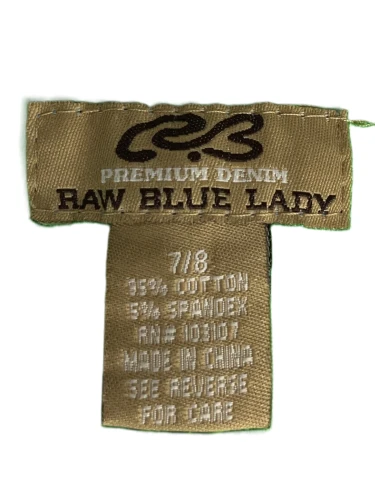 PREMIUM DENIM
RAW BLUE LADY
7/8
95% COTTON
5% SPANDEX
RN# 103107
MADE IN CHINA
SEE REVERSE
FOR CARE